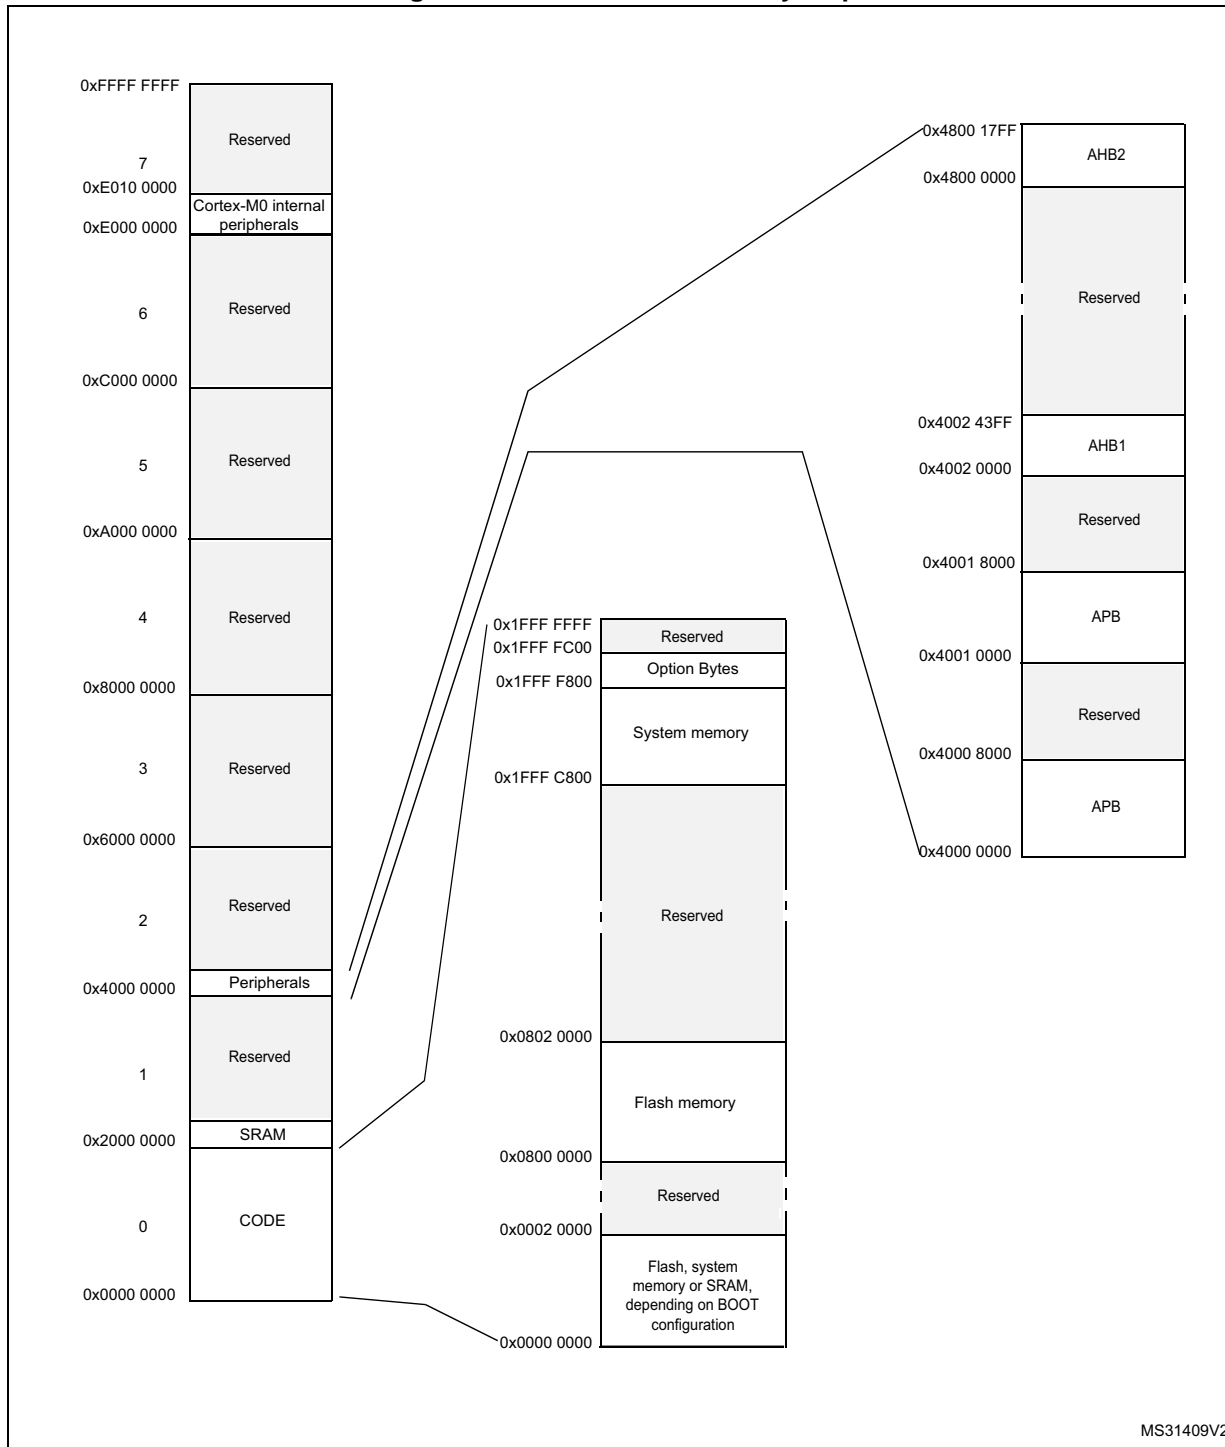 0xFFFF FFFF
Reserved
7
0xE010 0000
Cortex-M0 internal
peripherals
0xE000 0000
Reserved
6
0xC000 0000
Reserved
5
0xA000 0000
Reserved
4
0x8000 0000
Reserved
3
0x6000 0000
Reserved
2
Peripherals
0x4000 0000
Reserved
1
SRAM
0x2000 0000
CODE
0
0x0000 0000
0x1FFF FFFF
Reserved
0x1FFF FC00
Option Bytes
0x1FFF F800
System memory
0x1FFF C800
Reserved
0x0802 0000
Flash memory
0x0800 0000
Reserved
0x0002 0000
Flash, system
memory or SRAM,
depending on BOOT
configuration
0x0000 0000
0x4800 17FF
AHB2
0x4800 0000
Reserved
0x4002 43FF
AHB1
0x4002 0000
Reserved
0x4001 8000
APB
0x4001 0000
Reserved
0x4000 8000
APB
0x4000 0000
MS31409V2